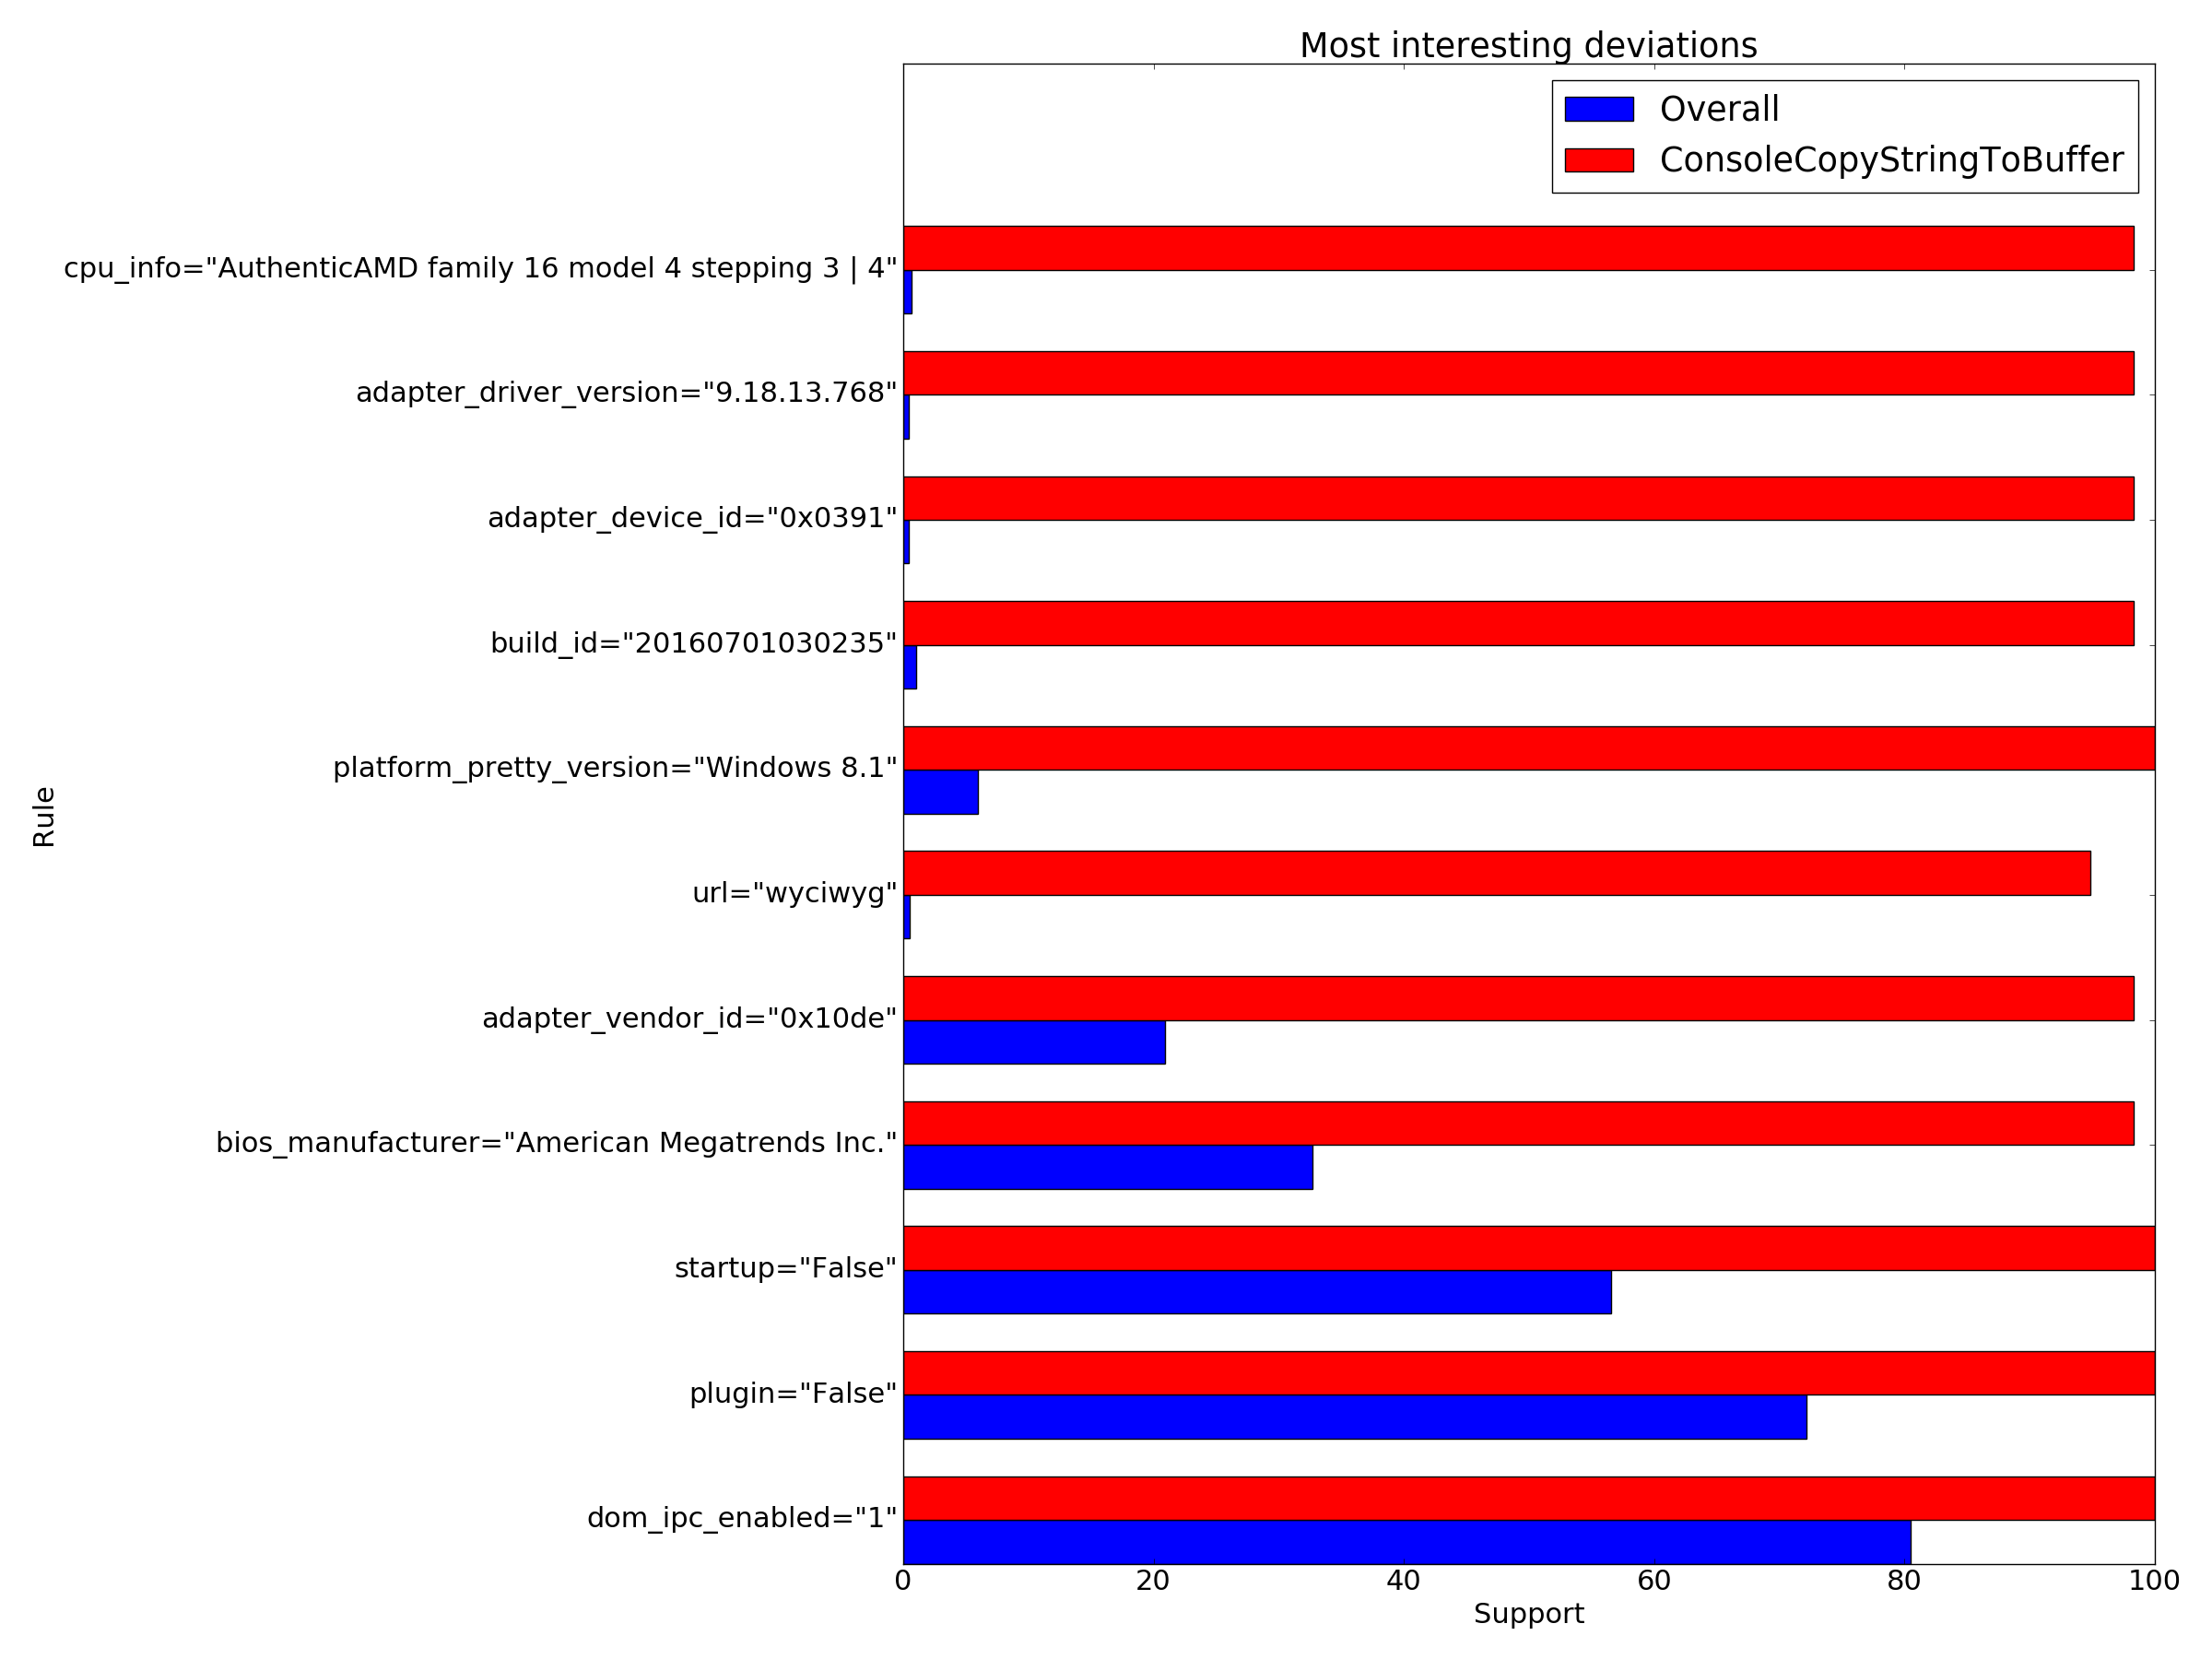 Most interesting deviations
Overall
ConsoleCopyStringToBuffer
cpu_info="AuthenticAMD family 16 model 4 stepping 3 | 4"
adapter_driver_version="9.18.13.768"
adapter_device_id="0x0391"
build_id="20160701030235"
platform_pretty_version="Windows 8.1"
url="wyciwyg"
adapter_vendor_id="0x10de"
bios_manufacturer="American Megatrends Inc."
startup="False"
plugin="False"
dom_ipc_enabled="1"
Rule
0 20 40 60 80 100
Support